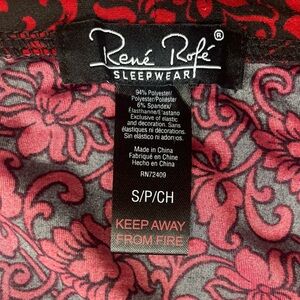 René Rofé ®
SLEEPWEAR
94% Polyester/
Polyester/Poliéster
6% Spandex/
Elasthanne/Elastano
Exclusive of elastic
and decoration. Sans
élastiques ni décorations.
Sin elástico ni adornos.
Made in China
Fabriqué en Chine
Hecho en China
RN72409
S/P/CH
KEEP AWAY
FROM FIRE